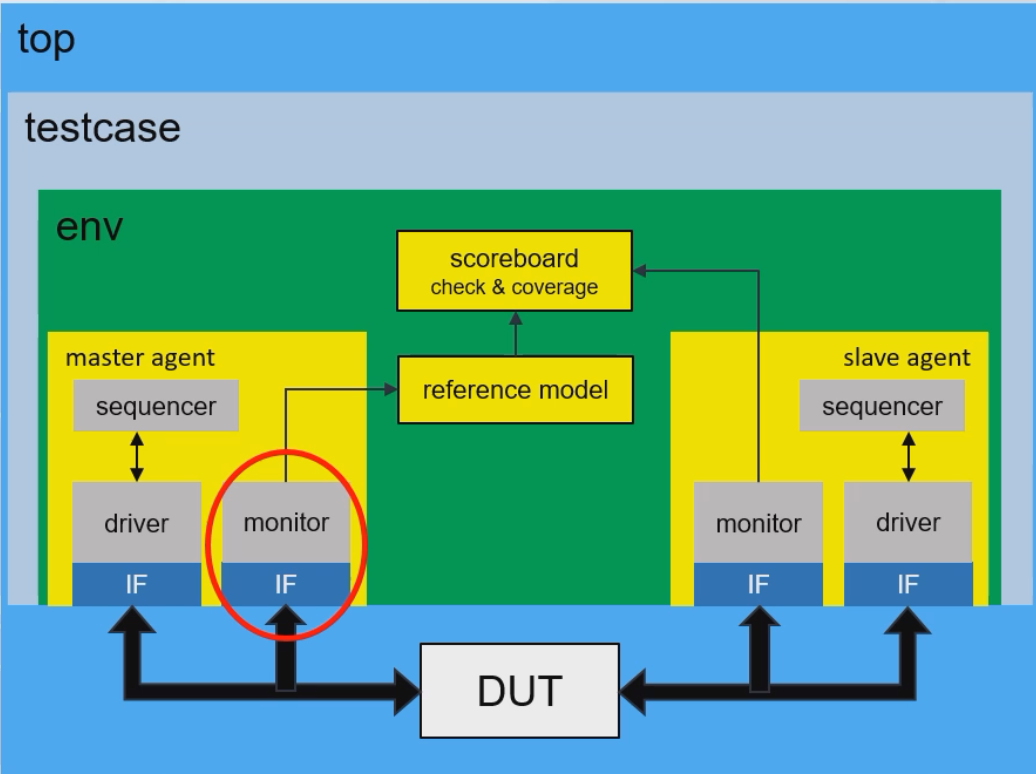 top
testcase
env
scoreboard
check & coverage
master agent
slave agent
sequencer
reference model
sequencer
driver
monitor
monitor
driver
IF
IF
IF
IF
DUT